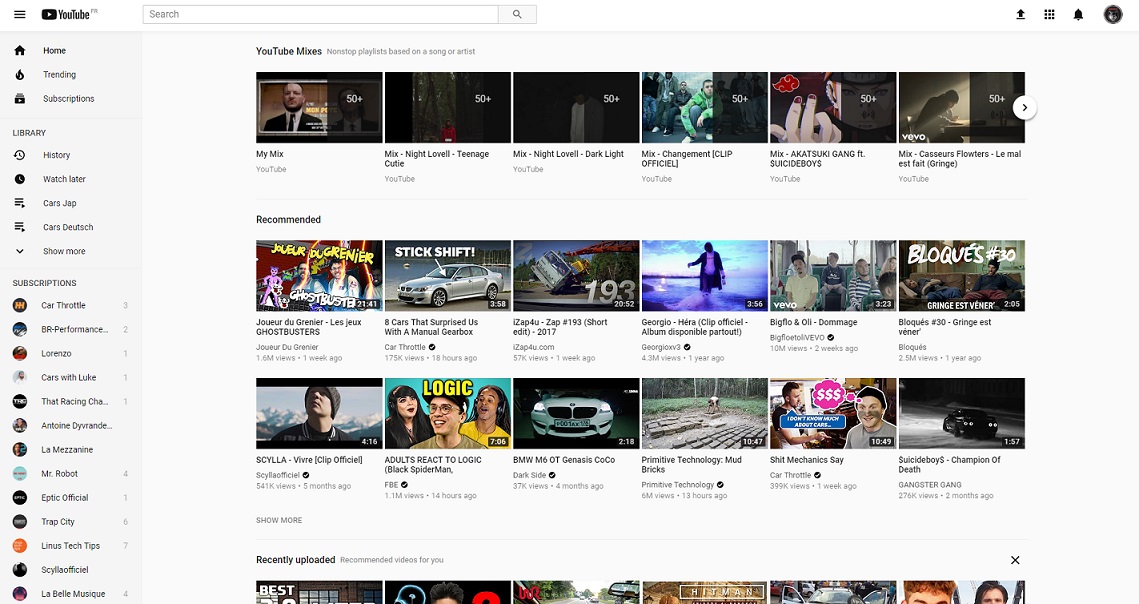 YouTube FR
Search
Home
Trending
Subscriptions
LIBRARY
History
Watch later
Cars Jap
Cars Deutsch
Show more
SUBSCRIPTIONS
Car Throttle 3
BR-Performance... 2
Lorenzo 1
Cars with Luke 1
That Racing Cha... 1
Antoine Dyvrande...
La Mezzanine
Mr. Robot 4
Eptic Official 1
Trap City 6
Linus Tech Tips 7
Scyllaofficiel
La Belle Musique 4
YouTube Mixes Nonstop playlists based on a song or artist
50+ 50+ 50+ 50+ 50+ 50+
vevo
My Mix
YouTube
Mix - Night Lovell - Teenage
Cutie
YouTube
Mix - Night Lovell - Dark Light
YouTube
Mix - Changement [CLIP
OFFICIEL]
YouTube
Mix - AKATSUKI GANG ft.
$UICIDEBOY$
YouTube
Mix - Casseurs Flowters - Le mal
est fait (Gringe)
YouTube
Recommended
JOUEUR DU GRENIER
GHOSTBUSTERS
21:41
Joueur du Grenier - Les jeux
GHOSTBUSTERS
Joueur Du Grenier
1.6M views • 1 week ago
STICK SHIFT!
3:58
8 Cars That Surprised Us
With A Manual Gearbox
Car Throttle
175K views • 18 hours ago
193
20:52
iZap4u - Zap #193 (Short
edit) - 2017
iZap4u.com
57K views • 1 week ago
3:56
Georgio - Héra (Clip officiel -
Album disponible partout!)
Georgioxv3
4.3M views • 1 year ago
vevo
3:23
Bigflo & Oli - Dommage
BigfloetoliVEVO
10M views • 2 weeks ago
BLOQUÉS #30
GRINGE EST VÉNER'
2:05
Bloqués #30 - Gringe est
véner'
Bloqués
2.5M views • 1 year ago
4:16
SCYLLA - Vivre [Clip Officiel]
Scyllaofficiel
541K views • 5 months ago
LOGIC
7:06
ADULTS REACT TO LOGIC
(Black SpiderMan,
FBE
1.1M views • 14 hours ago
2:18
BMW M6 OT Genasis CoCo
Dark Side
37K views • 4 months ago
10:47
Primitive Technology: Mud
Bricks
Primitive Technology
6M views • 13 hours ago
$$$
I DON'T KNOW MUCH
ABOUT CARS...
10:49
Shit Mechanics Say
Car Throttle
399K views • 1 week ago
1:57
$uicideboy$ - Champion Of
Death
GANGSTER GANG
276K views • 2 months ago
SHOW MORE
Recently uploaded Recommended videos for you
BEST
HITMAN